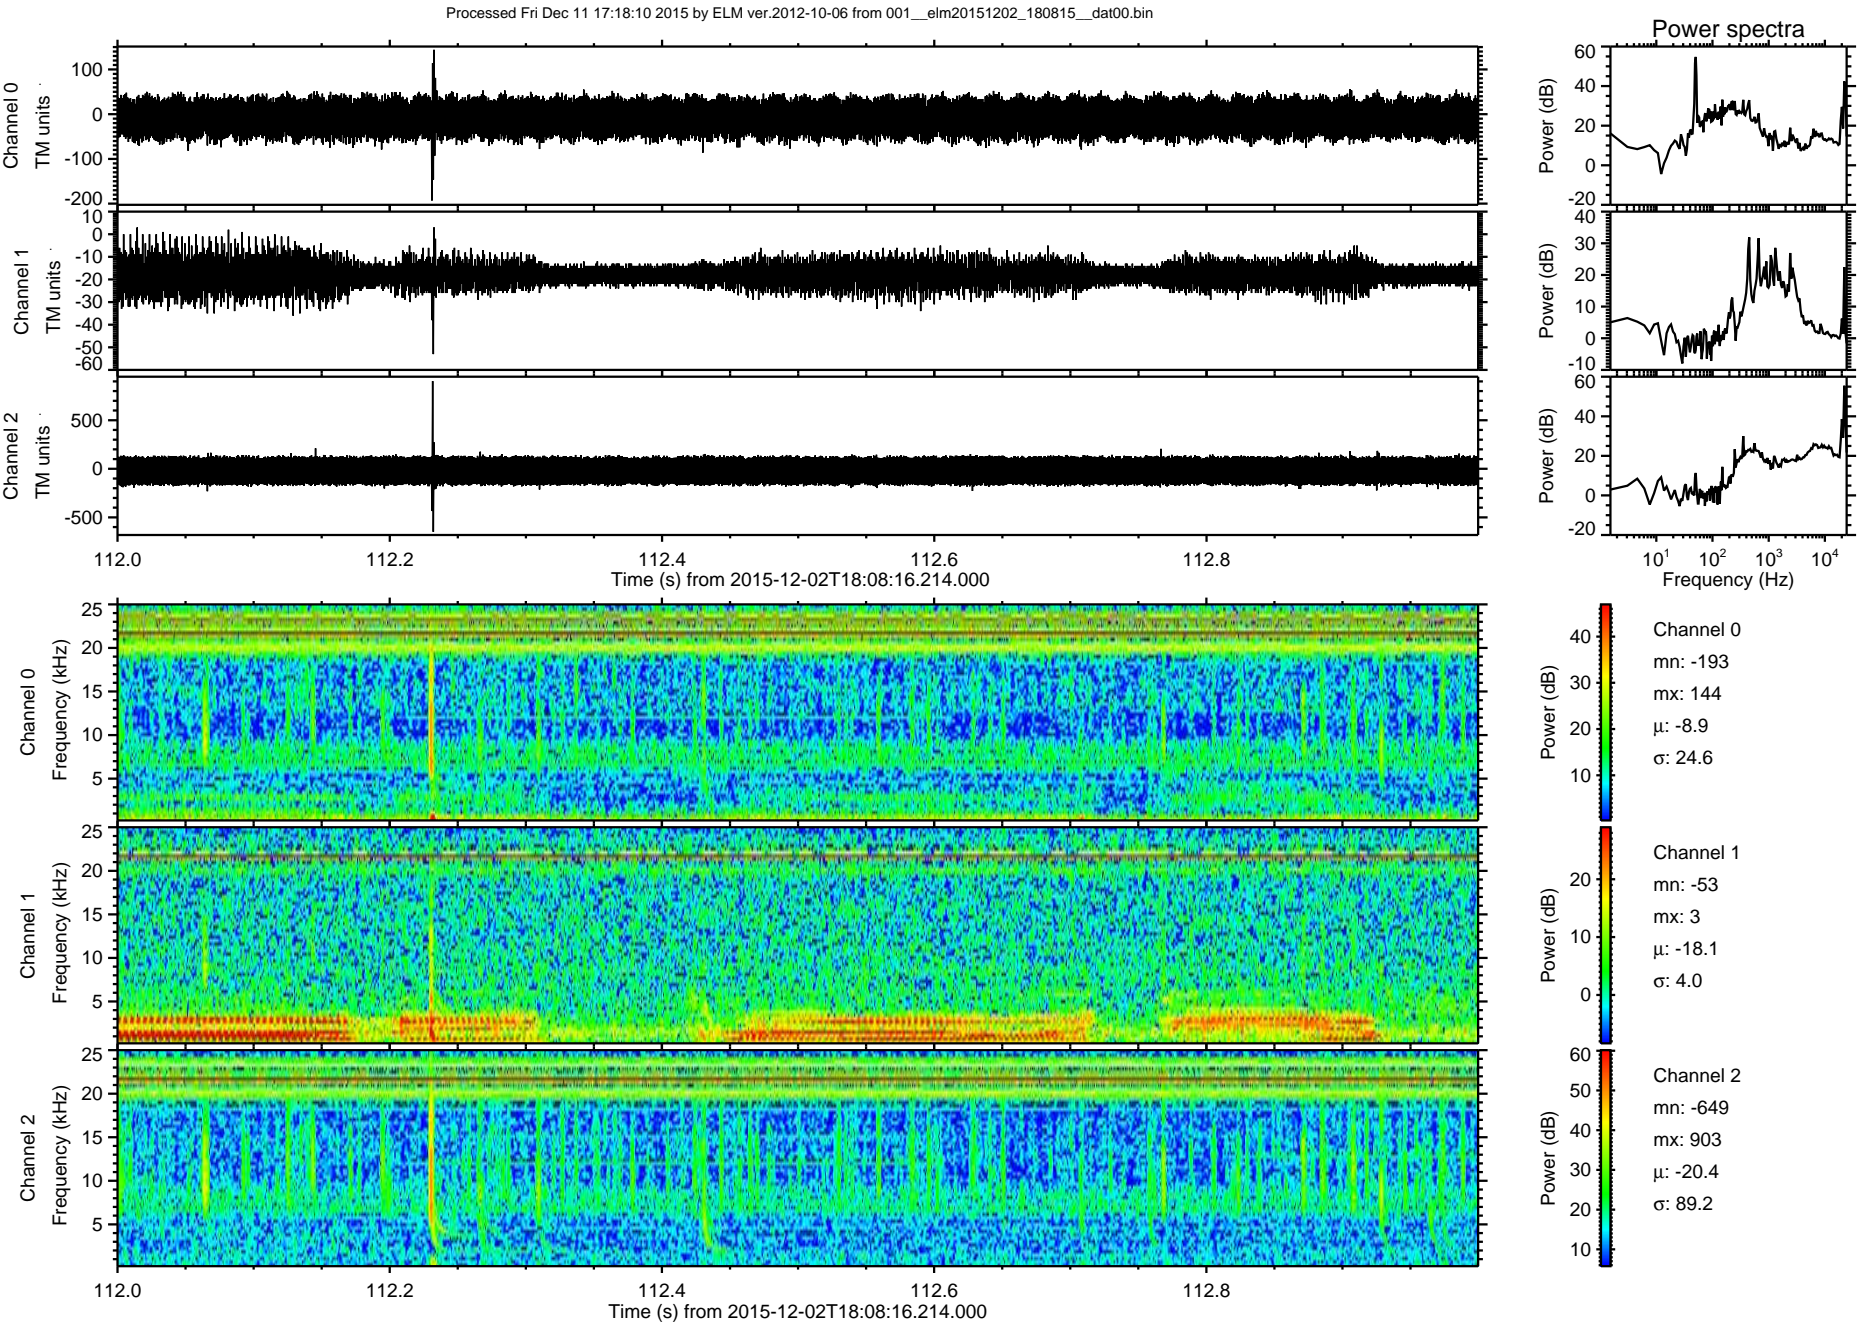 Processed Fri Dec 11 17:18:10 2015 by ELM ver.2012-10-06 from 001__elm20151202_180815__dat00.bin
Power spectra
Channel 0
TM units
100
0
-100
-200
Power (dB)
60
40
20
0
-20
Channel 1
TM units
10
0
-10
-20
-30
-40
-50
-60
Power (dB)
40
30
20
10
0
-10
Channel 2
TM units
500
0
-500
Power (dB)
60
40
20
0
-20
112.0 112.2 112.4 112.6 112.8
Time (s) from 2015-12-02T18:08:16.214.000
10^1 10^2 10^3 10^4
Frequency (Hz)
Channel 0
Frequency (kHz)
25
20
15
10
5
Power (dB)
40
30
20
10
Channel 0
mn: -193
mx: 144
μ: -8.9
σ: 24.6
Channel 1
Frequency (kHz)
25
20
15
10
5
Power (dB)
20
10
0
Channel 1
mn: -53
mx: 3
μ: -18.1
σ: 4.0
Channel 2
Frequency (kHz)
25
20
15
10
5
Power (dB)
60
50
40
30
20
10
Channel 2
mn: -649
mx: 903
μ: -20.4
σ: 89.2
112.0 112.2 112.4 112.6 112.8
Time (s) from 2015-12-02T18:08:16.214.000